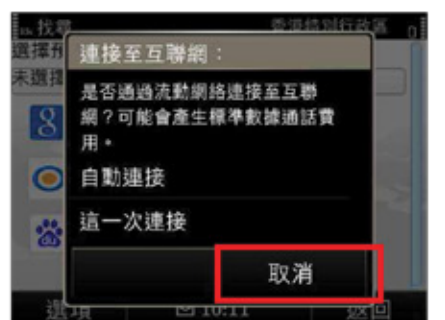 找尋
香港特別行政區
選擇預
未選擇
連接至互聯網：
是否通過流動網絡連接至互聯
網？可能會產生標準數據通話費
用。
自動連接
這一次連接
取消
選項
10:11
返回